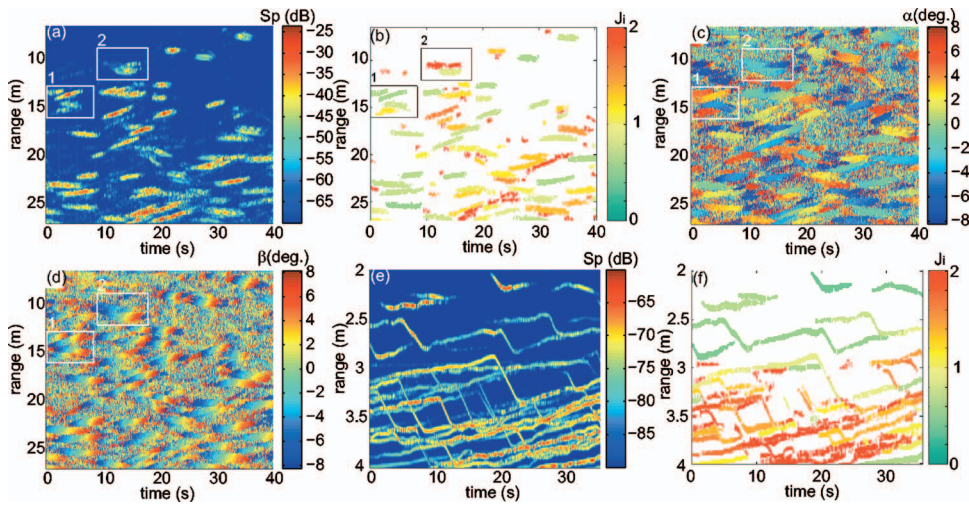 (a)
Sp (dB)
1
2
10
15
20
25
range (m)
0 10 20 30 40
time (s)
-25
-30
-35
-40
-45
-50
-55
-60
-65
(b)
Ji
1
2
10
15
20
25
range (m)
0 10 20 30 40
time (s)
2
1
0
(c)
α(deg.)
1
2
10
15
20
25
range (m)
0 10 20 30 40
time (s)
8
6
4
2
0
-2
-4
-6
-8
(d)
β(deg.)
1
2
10
15
20
25
range (m)
0 10 20 30 40
time (s)
8
6
4
2
0
-2
-4
-6
-8
(e)
Sp (dB)
2
2.5
3
3.5
4
range (m)
0 10 20 30
time (s)
-65
-70
-75
-80
-85
(f)
Ji
2
2.5
3
3.5
4
range (m)
0 10 20 30
time (s)
2
1
0